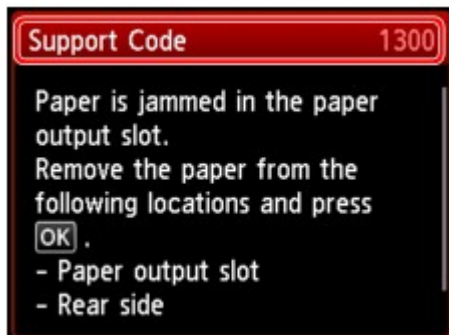 Support Code 1300
Paper is jammed in the paper
output slot.
Remove the paper from the
following locations and press
OK .
- Paper output slot
- Rear side